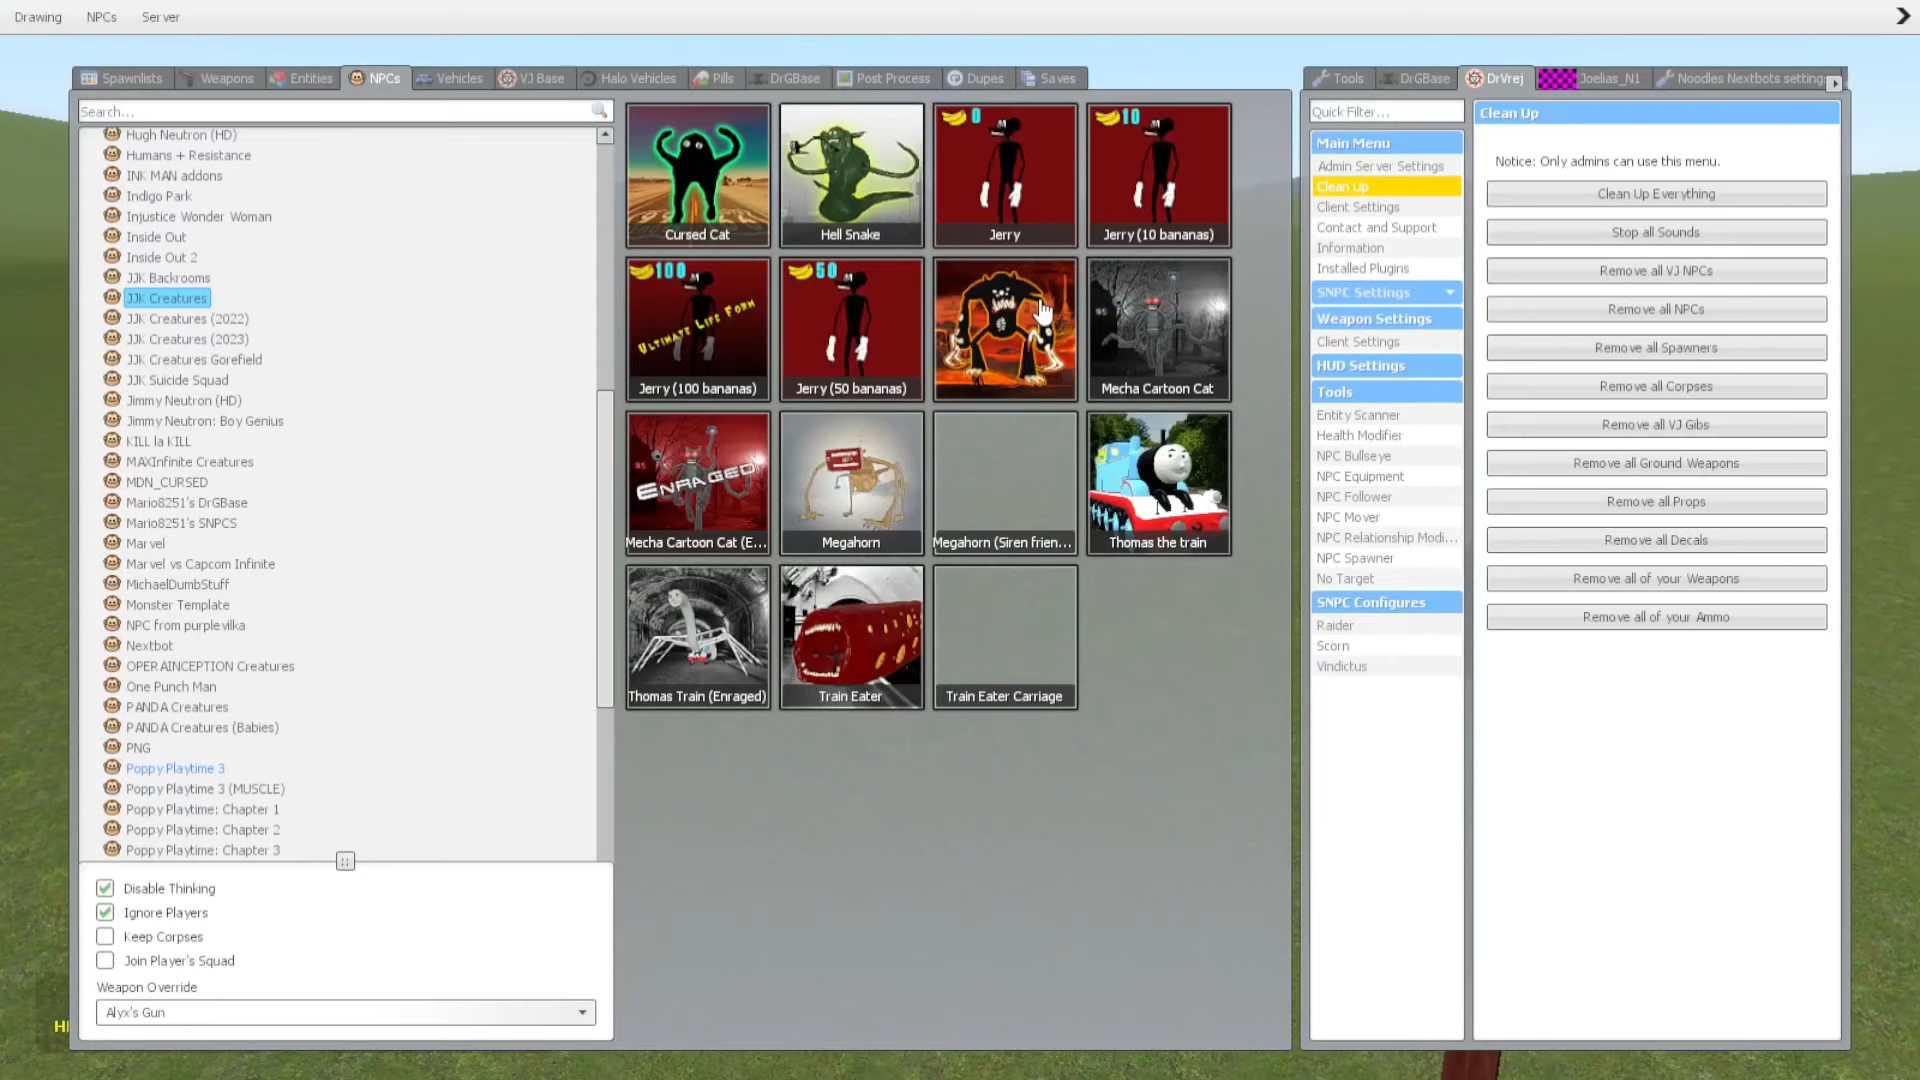 Drawing NPCs Server
Spawnlists Weapons Entities NPCs Vehicles VJ Base Halo Vehicles Pills DrGBase Post Process Dupes Saves
Search...
Hugh Neutron (HD)
Humans + Resistance
INK MAN addons
Indigo Park
Injustice Wonder Woman
Inside Out
Inside Out 2
JJK Backrooms
JJK Creatures
JJK Creatures (2022)
JJK Creatures (2023)
JJK Creatures Gorefield
JJK Suicide Squad
Jimmy Neutron (HD)
Jimmy Neutron: Boy Genius
KILL la KILL
MAXInfinite Creatures
MDN_CURSED
Mario8251's DrGBase
Mario8251's SNPCS
Marvel
Marvel vs Capcom Infinite
MichaelDumbStuff
Monster Template
NPC from purplevilka
Nextbot
OPERAINCEPTION Creatures
One Punch Man
PANDA Creatures
PANDA Creatures (Babies)
PNG
Poppy Playtime 3
Poppy Playtime 3 (MUSCLE)
Poppy Playtime: Chapter 1
Poppy Playtime: Chapter 2
Poppy Playtime: Chapter 3
Disable Thinking
Ignore Players
Keep Corpses
Join Player's Squad
Weapon Override
Alyx's Gun
0 10
Cursed Cat Hell Snake Jerry Jerry (10 bananas)
100 50
ULTIMATE LIFE FORM
Jerry (100 bananas) Jerry (50 bananas) Mecha Cartoon Cat
ENRAGED
Mecha Cartoon Cat (E... Megahorn Megahorn (Siren frien... Thomas the train
Thomas Train (Enraged) Train Eater Train Eater Carriage
Tools DrGBase DrVrej Joelias_N1 Noodles Nextbots setting
Quick Filter...
Main Menu
Admin Server Settings
Clean Up
Client Settings
Contact and Support
Information
Installed Plugins
SNPC Settings
Weapon Settings
Client Settings
HUD Settings
Tools
Entity Scanner
Health Modifier
NPC Bullseye
NPC Equipment
NPC Follower
NPC Mover
NPC Relationship Modi...
NPC Spawner
No Target
SNPC Configures
Raider
Scorn
Vindictus
Clean Up
Notice: Only admins can use this menu.
Clean Up Everything
Stop all Sounds
Remove all VJ NPCs
Remove all NPCs
Remove all Spawners
Remove all Corpses
Remove all VJ Gibs
Remove all Ground Weapons
Remove all Props
Remove all Decals
Remove all of your Weapons
Remove all of your Ammo